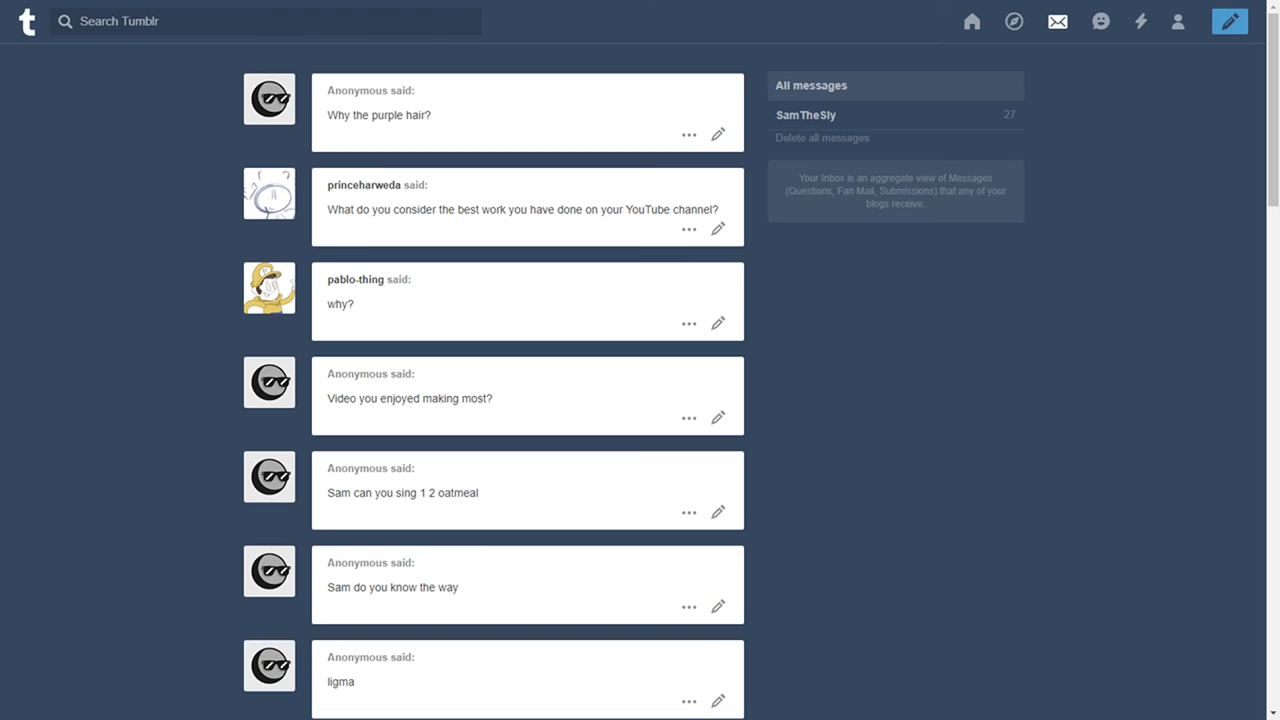 t
Search Tumblr
Anonymous said:
Why the purple hair?
princeharweda said:
What do you consider the best work you have done on your YouTube channel?
pablo-thing said:
why?
Anonymous said:
Video you enjoyed making most?
Anonymous said:
Sam can you sing 1 2 oatmeal
Anonymous said:
Sam do you know the way
Anonymous said:
ligma
All messages
SamTheSly 27
Delete all messages
Your Inbox is an aggregate view of Messages
(Questions, Fan Mail, Submissions) that any of your
blogs receive.